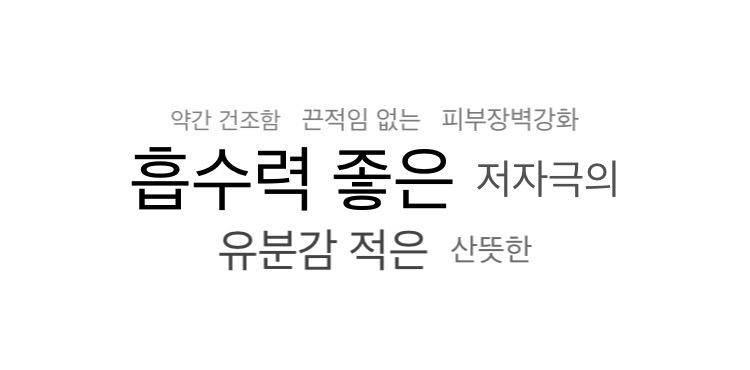 약간 건조함 끈적임 없는 피부장벽강화
흡수력 좋은 저자극의
유분감 적은 산뜻한